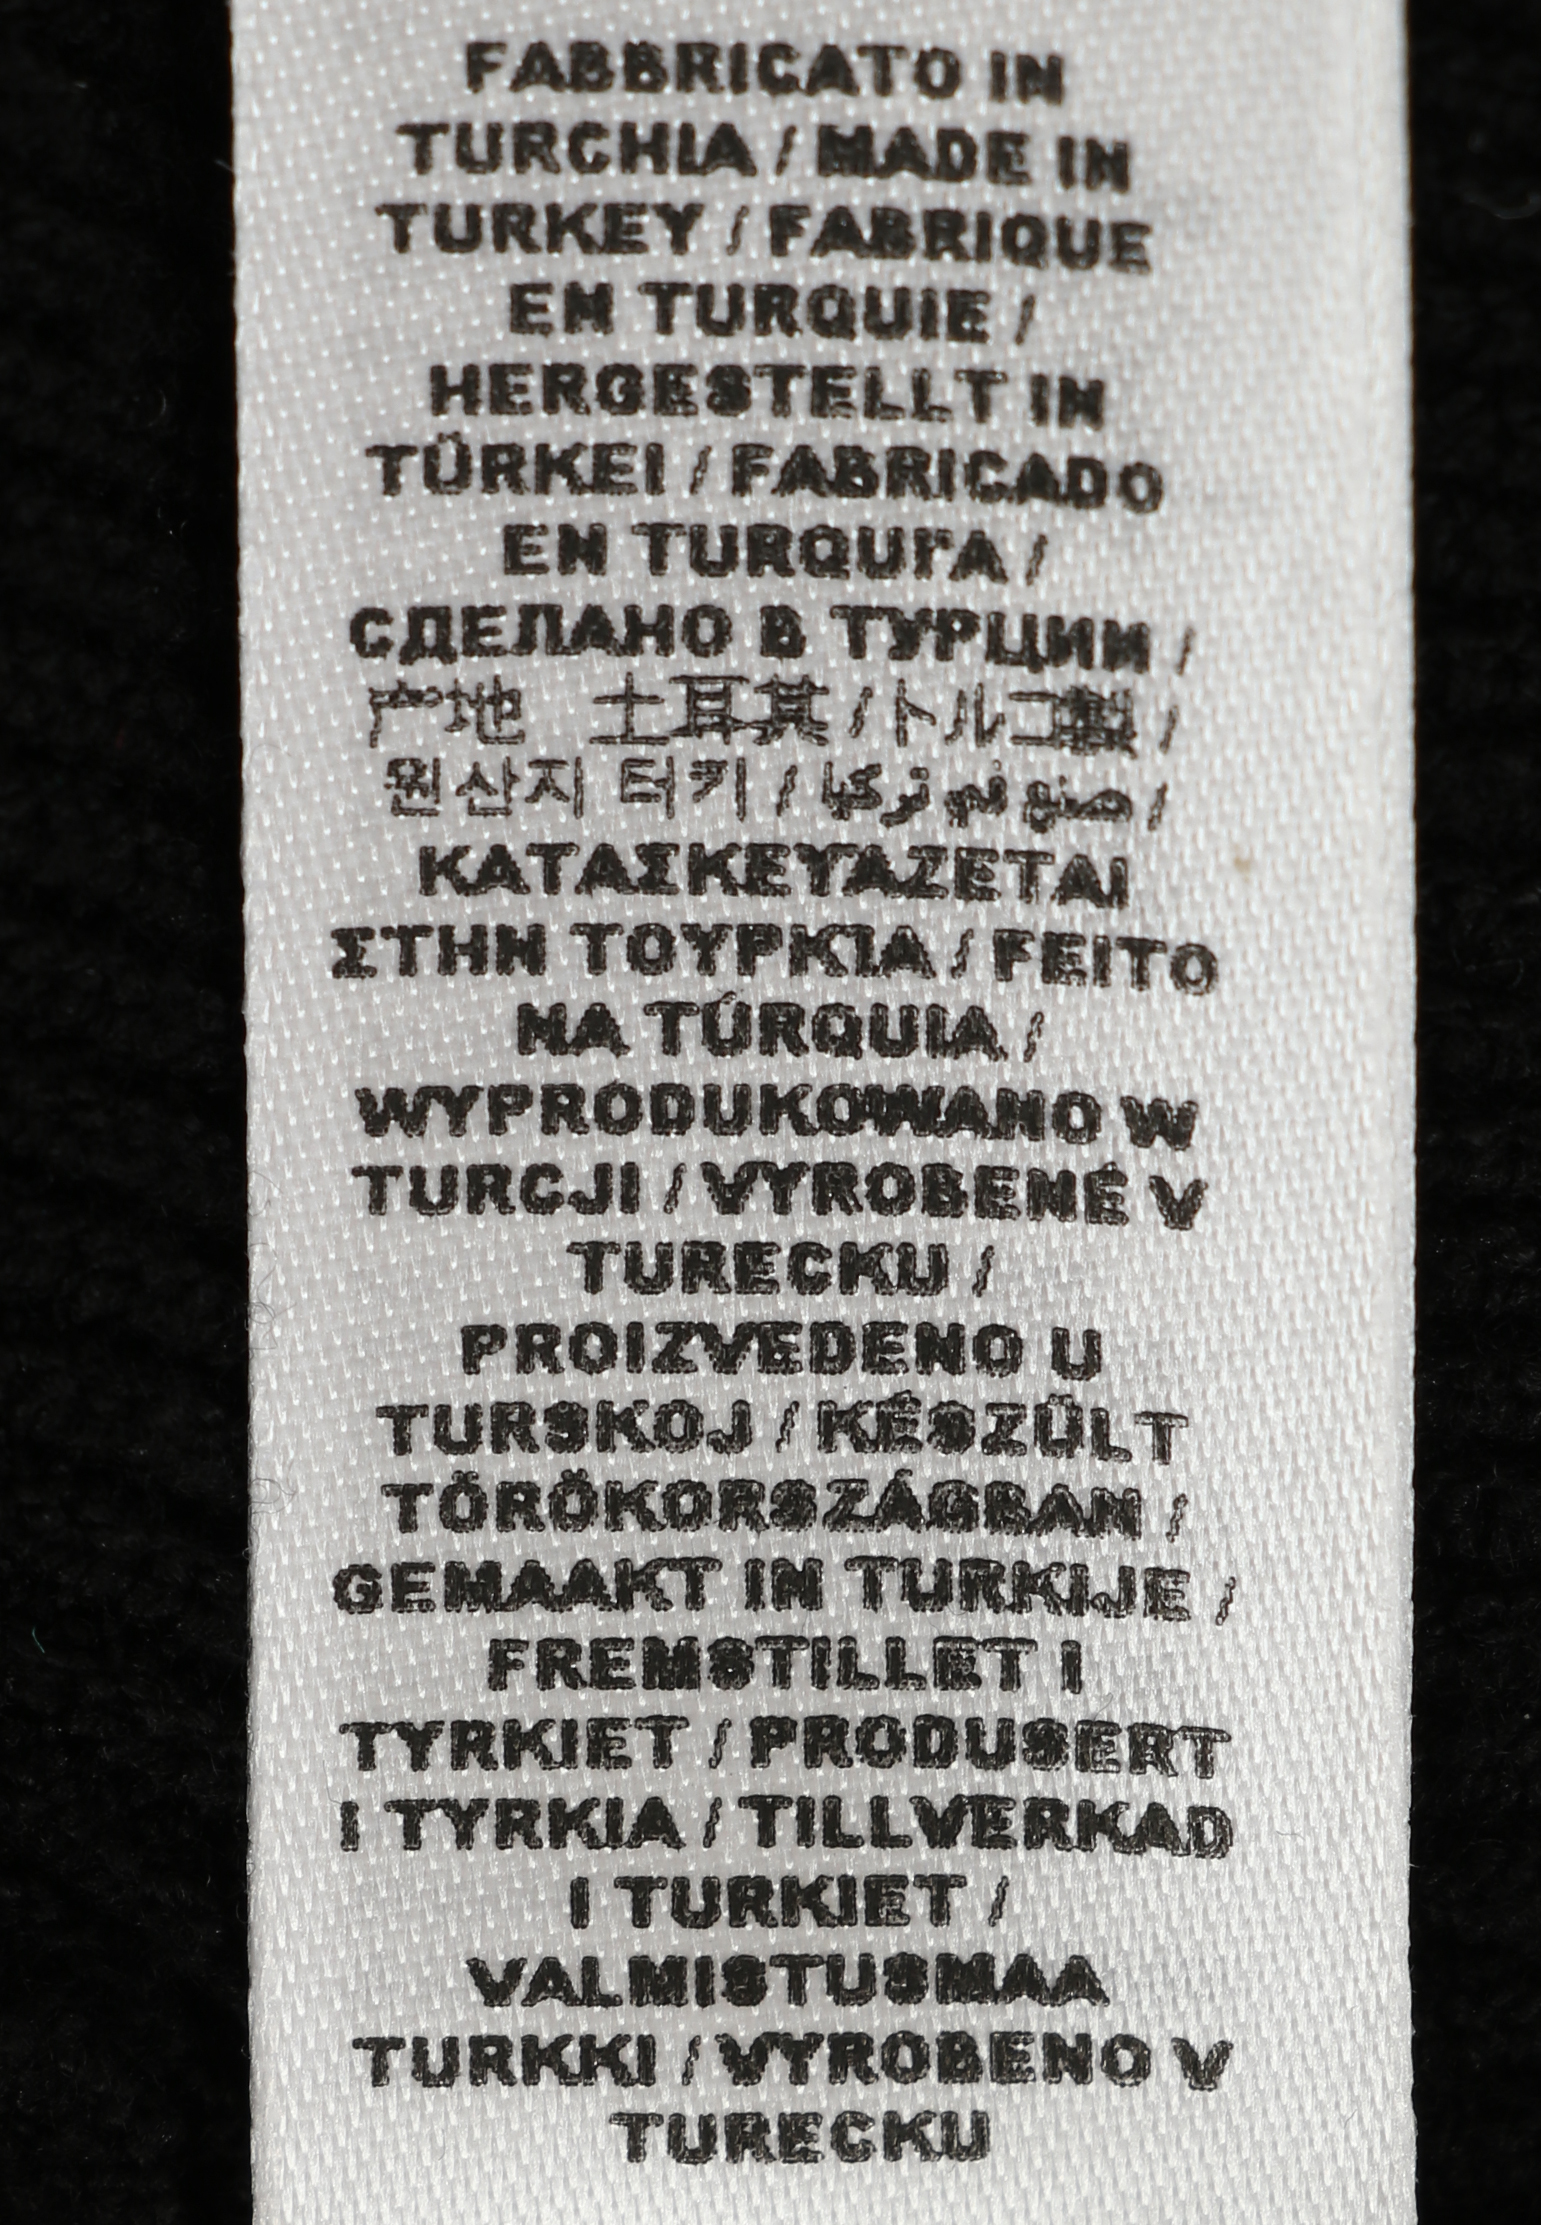 FABBRICATO IN
TURCHIA / MADE IN
TURKEY / FABRIQUE
EN TURQUIE /
HERGESTELLT IN
TÜRKEI / FABRICADO
EN TURQUI'A /
СДЕЛАНО В ТУРЦИИ /
产地 土耳其 / トルコ製 /
원산지 터키 / صنع في تركيا /
ΚΑΤΑΣΚΕΥΑΖΕΤΑΙ
ΣΤΗΝ ΤΟΥΡΚΙΑ / FEITO
NA TÚRQUIA /
WYPRODUKOWANO W
TURCJI / VYROBENÉ V
TURECKU /
PROIZVEDENO U
TURSKOJ / KÉSZÜLT
TÖRÖKORSZÁGBAN /
GEMAAKT IN TURKIJE /
FREMSTILLET I
TYRKIET / PRODUSERT
I TYRKIA / TILLVERKAD
I TURKIET /
VALMISTUSMAA
TURKKI / VYROBENO V
TURECKU